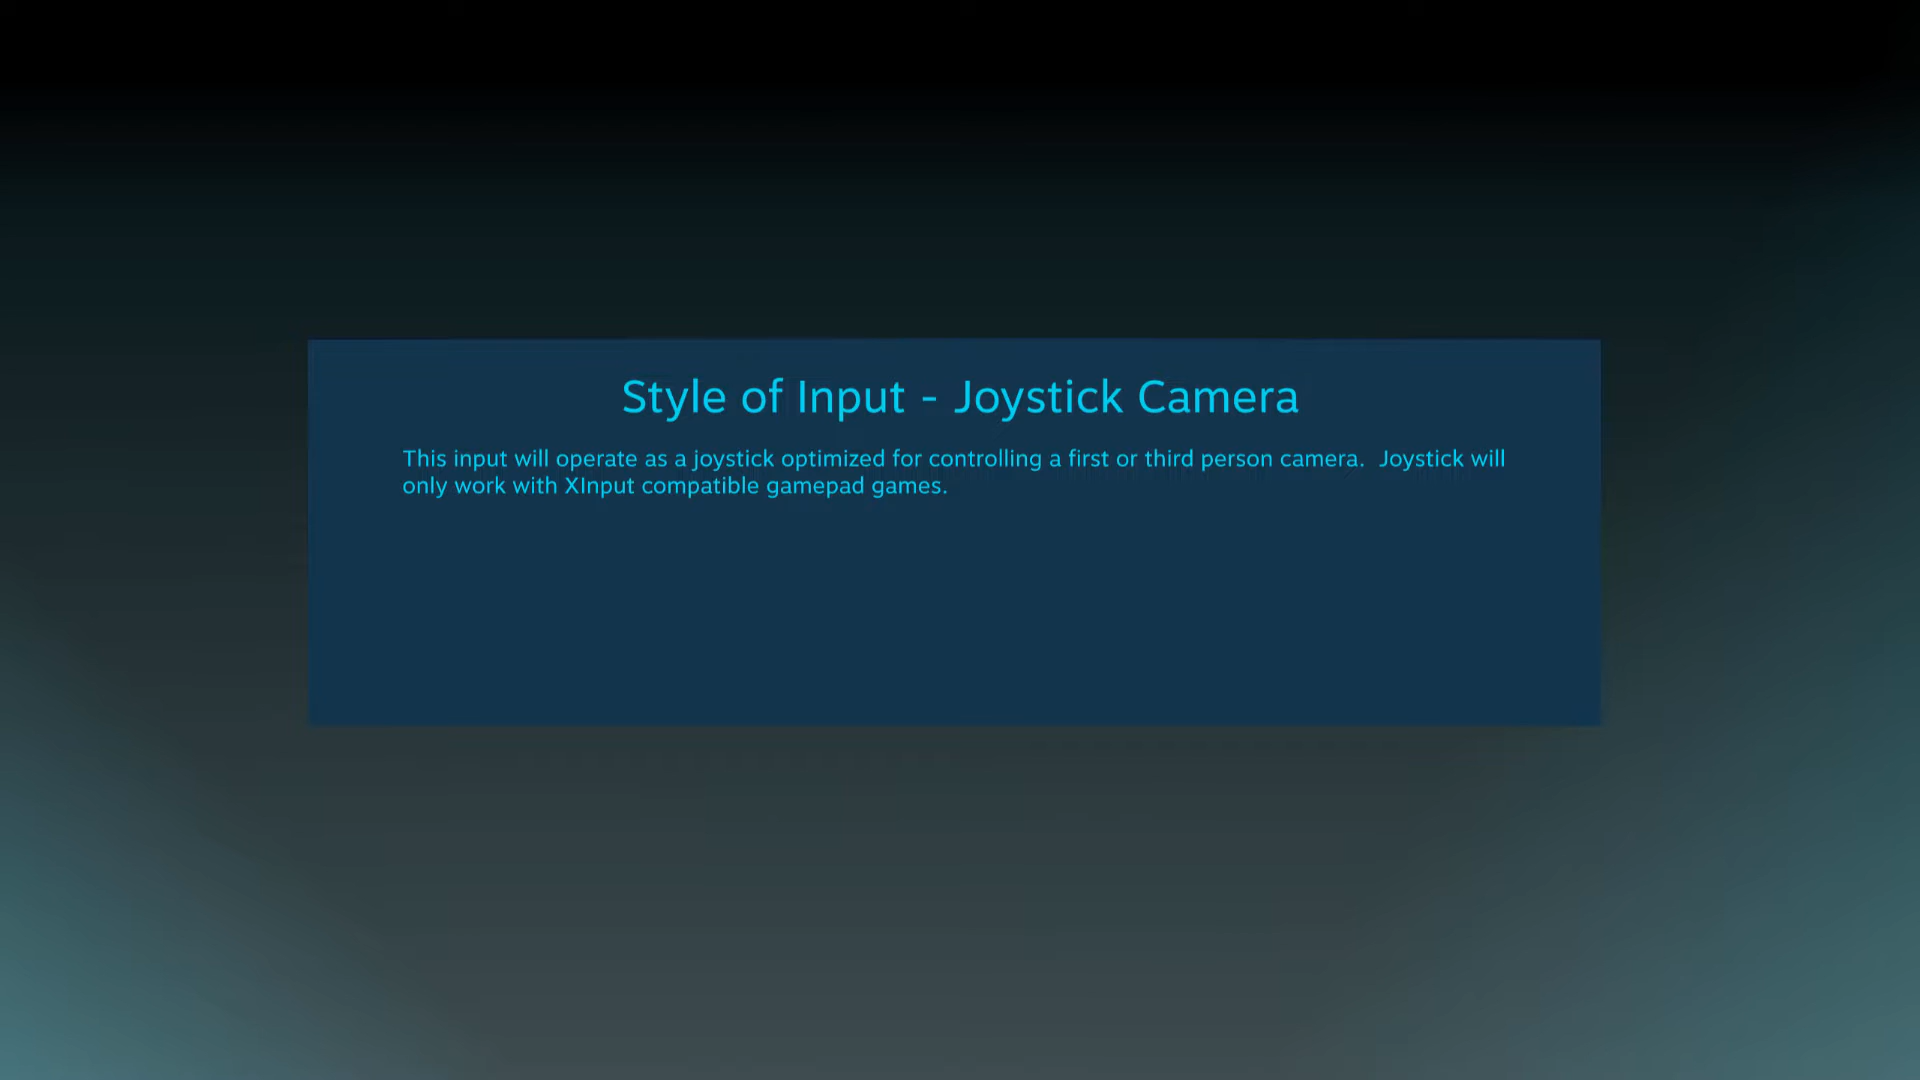 Style of Input - Joystick Camera
This input will operate as a joystick optimized for controlling a first or third person camera.  Joystick will
only work with XInput compatible gamepad games.